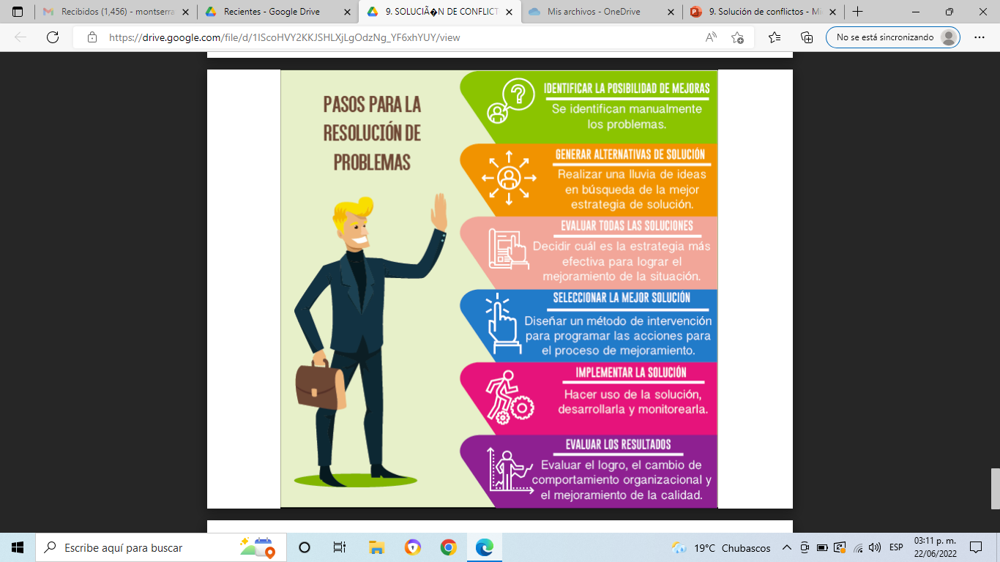 Recibidos (1,456) - montserra
Recientes - Google Drive
9. SOLUCIÃ�N DE CONFLICT
Mis archivos - OneDrive
9. Solución de conflictos - Mi
https://drive.google.com/file/d/1IScoHVY2KKJSHLXjLgOdzNg_YF6xhYUY/view
No se está sincronizando
PASOS PARA LA
RESOLUCIÓN DE
PROBLEMAS
IDENTIFICAR LA POSIBILIDAD DE MEJORAS
Se identifican manualmente
los problemas.
GENERAR ALTERNATIVAS DE SOLUCIÓN
Realizar una lluvia de ideas
en búsqueda de la mejor
estrategia de solución.
EVALUAR TODAS LAS SOLUCIONES
Decidir cuál es la estrategia más
efectiva para lograr el
mejoramiento de la situación.
SELECCIONAR LA MEJOR SOLUCIÓN
Diseñar un método de intervención
para programar las acciones para
el proceso de mejoramiento.
IMPLEMENTAR LA SOLUCIÓN
Hacer uso de la solución,
desarrollarla y monitorearla.
EVALUAR LOS RESULTADOS
Evaluar el logro, el cambio de
comportamiento organizacional y
el mejoramiento de la calidad.
Escribe aquí para buscar
19°C Chubascos
ESP
03:11 p. m.
22/06/2022